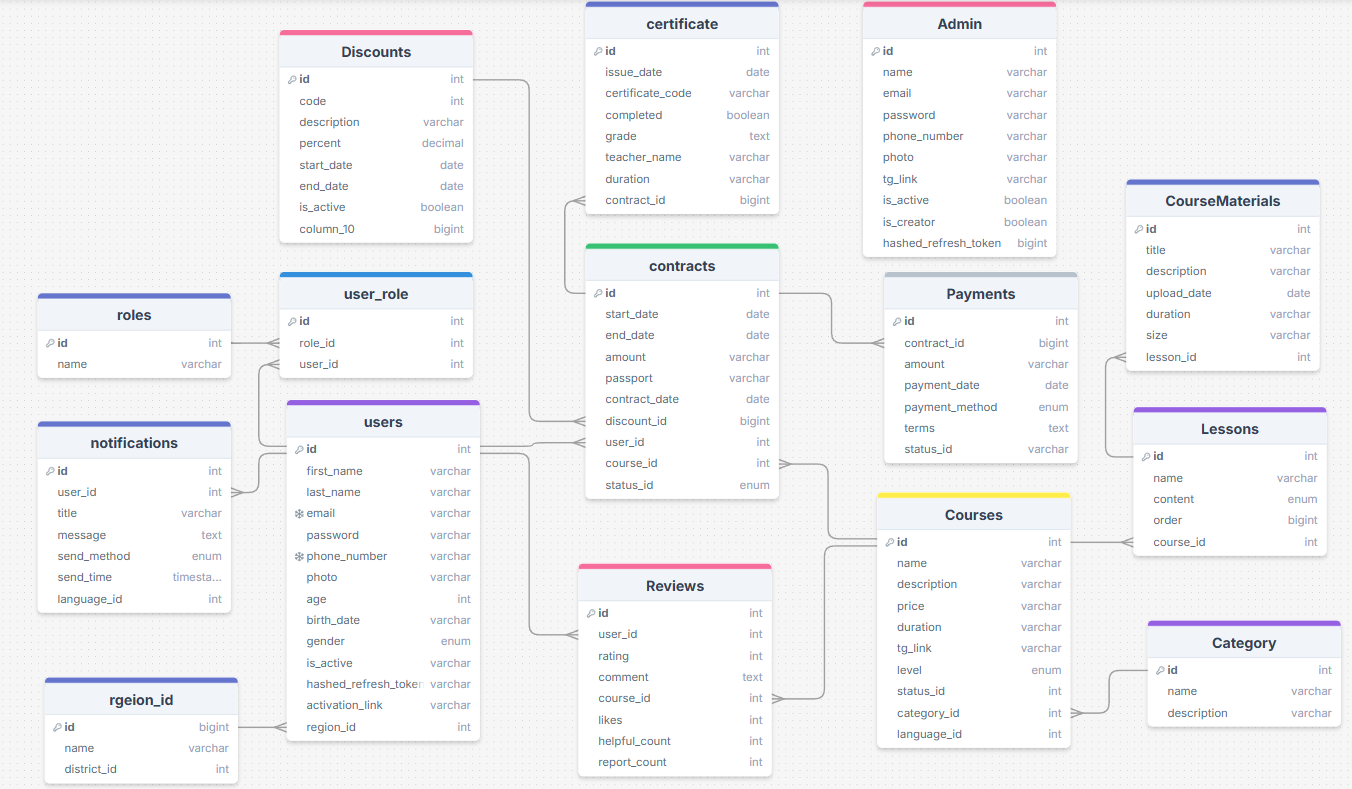 Discounts
id int
code int
description varchar
percent decimal
start_date date
end_date date
is_active boolean
column_10 bigint
certificate
id int
issue_date date
certificate_code varchar
completed boolean
grade text
teacher_name varchar
duration varchar
contract_id bigint
Admin
id int
name varchar
email varchar
password varchar
phone_number varchar
photo varchar
tg_link varchar
is_active boolean
is_creator boolean
hashed_refresh_token bigint
CourseMaterials
id int
title varchar
description varchar
upload_date date
duration varchar
size varchar
lesson_id int
roles
id int
name varchar
user_role
id int
role_id int
user_id int
contracts
id int
start_date date
end_date date
amount varchar
passport varchar
contract_date date
discount_id bigint
user_id int
course_id int
status_id enum
Payments
id int
contract_id bigint
amount varchar
payment_date date
payment_method enum
terms text
status_id varchar
notifications
id int
user_id int
title varchar
message text
send_method enum
send_time timesta...
language_id int
users
id int
first_name varchar
last_name varchar
email varchar
password varchar
phone_number varchar
photo varchar
age int
birth_date varchar
gender enum
is_active varchar
hashed_refresh_token varchar
activation_link varchar
region_id int
Lessons
id int
name varchar
content enum
order bigint
course_id int
Courses
id int
name varchar
description varchar
price varchar
duration varchar
tg_link varchar
level enum
status_id int
category_id int
language_id int
Reviews
id int
user_id int
rating int
comment text
course_id int
likes int
helpful_count int
report_count int
Category
id int
name varchar
description varchar
rgeion_id
id bigint
name varchar
district_id int